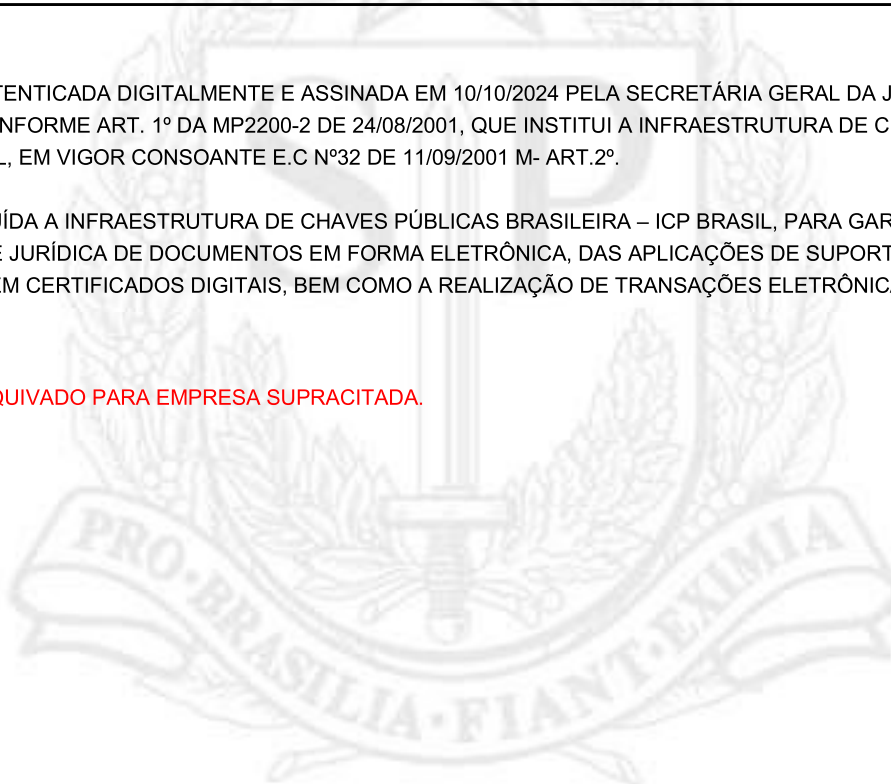 TENTICADA DIGITALMENTE E ASSINADA EM 10/10/2024 PELA SECRETÁRIA GERAL DA J
NFORME ART. 1º DA MP2200-2 DE 24/08/2001, QUE INSTITUI A INFRAESTRUTURA DE C
L, EM VIGOR CONSOANTE E.C Nº32 DE 11/09/2001 M- ART.2º.
UÍDA A INFRAESTRUTURA DE CHAVES PÚBLICAS BRASILEIRA – ICP BRASIL, PARA GAR
E JURÍDICA DE DOCUMENTOS EM FORMA ELETRÔNICA, DAS APLICAÇÕES DE SUPORT
EM CERTIFICADOS DIGITAIS, BEM COMO A REALIZAÇÃO DE TRANSAÇÕES ELETRÔNICA
QUIVADO PARA EMPRESA SUPRACITADA.
SP
PRO·BRASILIA·FIANT·EXIMIA